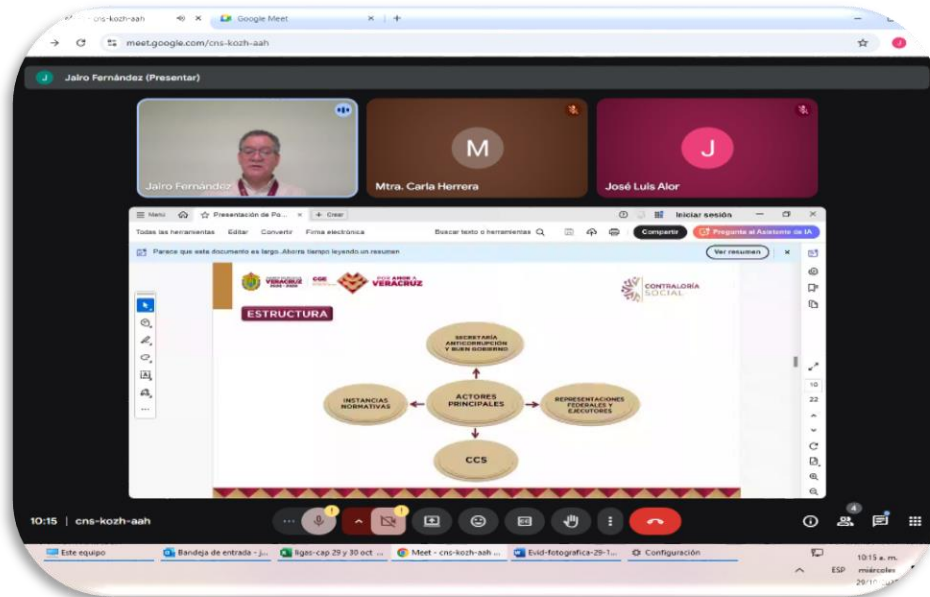 cns-kozh-aah
Google Meet
meet.google.com/cns-kozh-aah
J
Jairo Fernández (Presentar)
Jairo Fernández
M
Mtra. Carla Herrera
J
José Luis Alor
Menú
Presentación de Po...
+ Crear
Iniciar sesión
Todas las herramientas
Editar
Convertir
Firma electrónica
Buscar texto o herramientas
Compartir
Pregunte al Asistente de IA
Parece que este documento es largo. Ahorra tiempo leyendo un resumen
Ver resumen
VERACRUZ
CGE
POR AMOR A
VERACRUZ
CONTRALORÍA
SOCIAL
ESTRUCTURA
SECRETARÍA
ANTICORRUPCIÓN
Y BUEN GOBIERNO
INSTANCIAS
NORMATIVAS
ACTORES
PRINCIPALES
REPRESENTACIONES
FEDERALES Y
EJECUTORES
CCS
10
22
10:15 | cns-kozh-aah
4
Este equipo
Bandeja de entrada - j...
ligas-cap 29 y 30 oct ...
Meet - cns-kozh-aah ...
Evid-fotografica-29-1...
Configuración
ESP
10:15 a. m.
miércoles